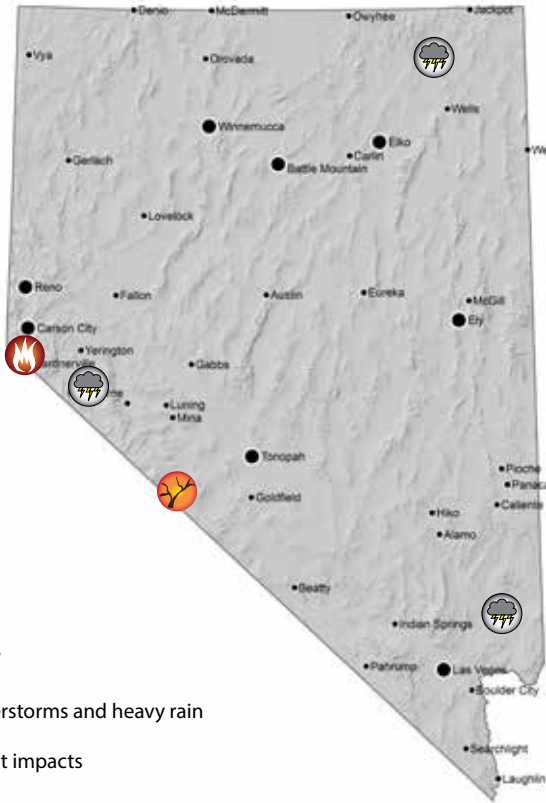 Denio
McDermitt
Owyhee
Jackpot
Vya
Orovada
Wells
Winnemucca
Elko
Carlin
Battle Mountain
Gerlach
Lovelock
Reno
Fallon
Austin
Eureka
McGill
Ely
Carson City
Yerington
Gabbs
Luning
Mina
Tonopah
Goldfield
Pioche
Panaca
Caliente
Hiko
Alamo
Beatty
Indian Springs
Pahrump
Las Vegas
Boulder City
erstorms and heavy rain
Searchlight
t impacts
Laughlin